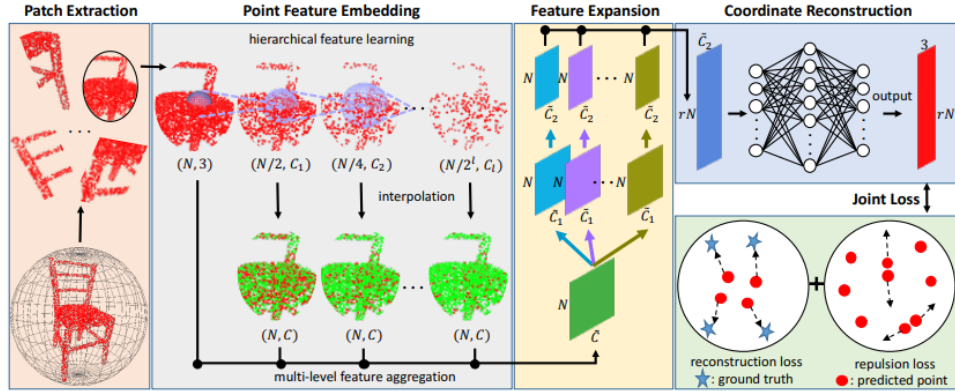 Patch Extraction
Point Feature Embedding
Feature Expansion
Coordinate Reconstruction
hierarchical feature learning
(N, 3)
(N/2, C₁)
(N/4, C₂)
(N/2ˡ, Cₗ)
interpolation
(N, C)
(N, C)
(N, C)
multi-level feature aggregation
N
N
N
C̃₂
C̃₂
C̃₂
N
N
N
C̃₁
C̃₁
C̃₁
N
C̃
C̃₂
rN
output
3
rN
Joint Loss
reconstruction loss
: ground truth
+
repulsion loss
: predicted point